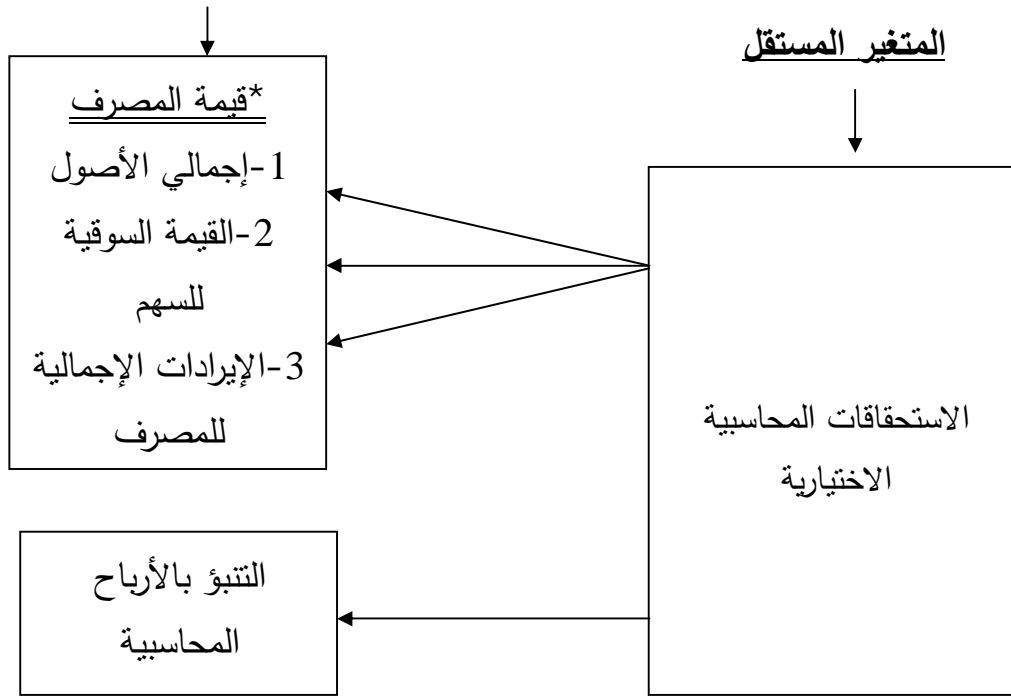 المتغير المستقل
*قيمة المصرف
1-إجمالي الأصول
2-القيمة السوقية
للسهم
3-الإيرادات الإجمالية
للمصرف
الاستحقاقات المحاسبية
الاختيارية
التنبؤ بالأرباح
المحاسبية